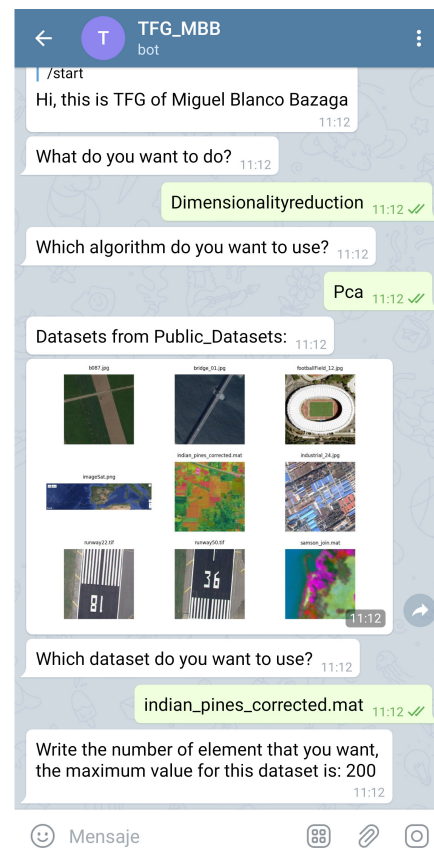 T
TFG_MBB
bot
/start
Hi, this is TFG of Miguel Blanco Bazaga
11:12
What do you want to do? 11:12
Dimensionalityreduction 11:12
Which algorithm do you want to use? 11:12
Pca 11:12
Datasets from Public_Datasets: 11:12
b087.jpg bridge_01.jpg footballField_12.jpg
imageSat.png indian_pines_corrected.mat industrial_24.jpg
runway22.tif runway50.tif samson_join.mat
18 36
11:12
Which dataset do you want to use? 11:12
indian_pines_corrected.mat 11:12
Write the number of element that you want,
the maximum value for this dataset is: 200
11:12
Mensaje